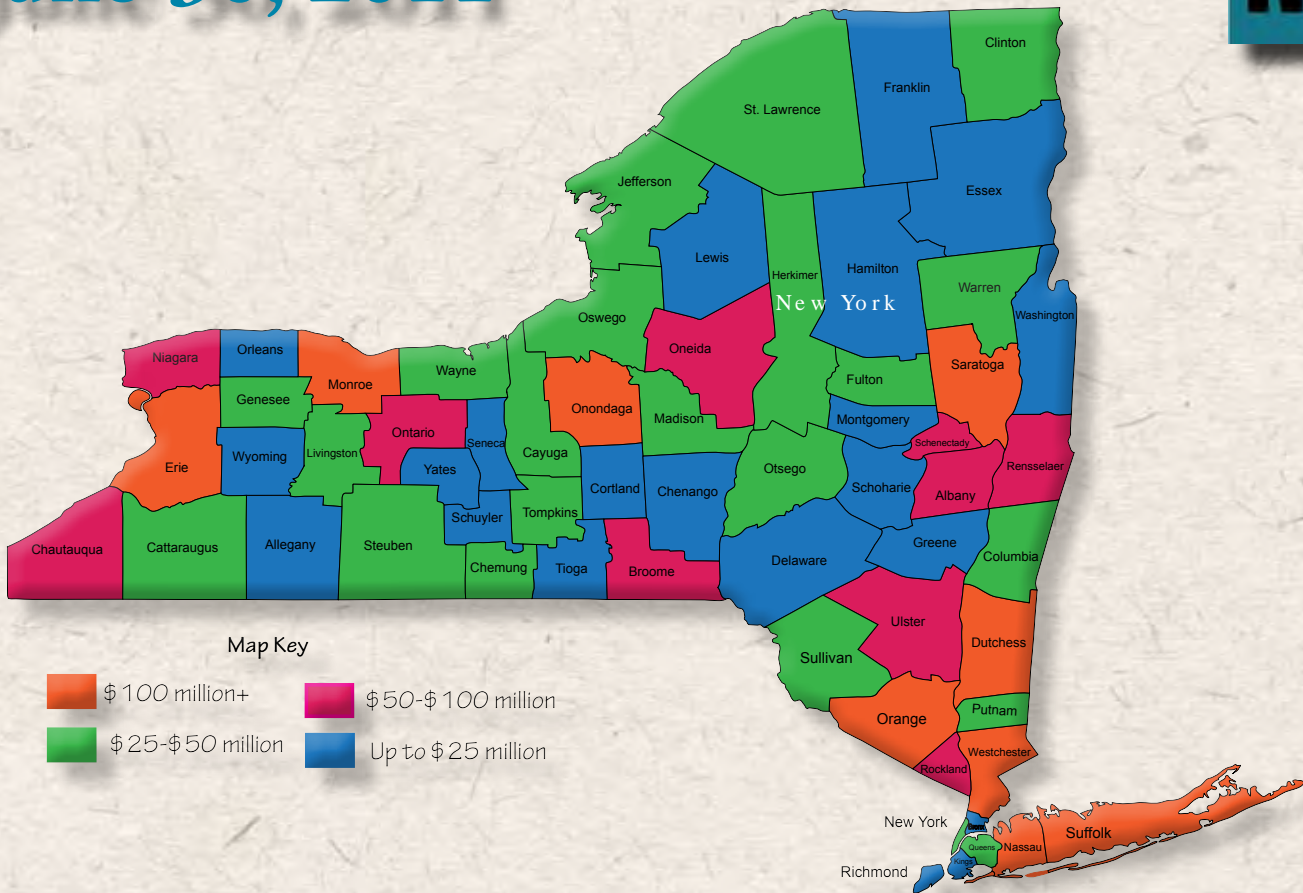 Clinton
Franklin
St. Lawrence
Essex
Jefferson
Lewis
Herkimer
Hamilton
Warren
New York
Washington
Oswego
Oneida
Niagara
Orleans
Wayne
Monroe
Saratoga
Fulton
Genesee
Onondaga
Madison
Montgomery
Ontario
Seneca
Schenectady
Cayuga
Livingston
Wyoming
Erie
Yates
Otsego
Rensselaer
Cortland
Chenango
Schoharie
Albany
Tompkins
Schuyler
Greene
Chautauqua
Cattaraugus
Allegany
Steuben
Chemung
Tioga
Broome
Delaware
Columbia
Ulster
Dutchess
Sullivan
Putnam
Orange
Westchester
Rockland
New York
Suffolk
Nassau
Queens
Kings
Richmond
Map Key
$100 million+
$50-$100 million
$25-$50 million
Up to $25 million